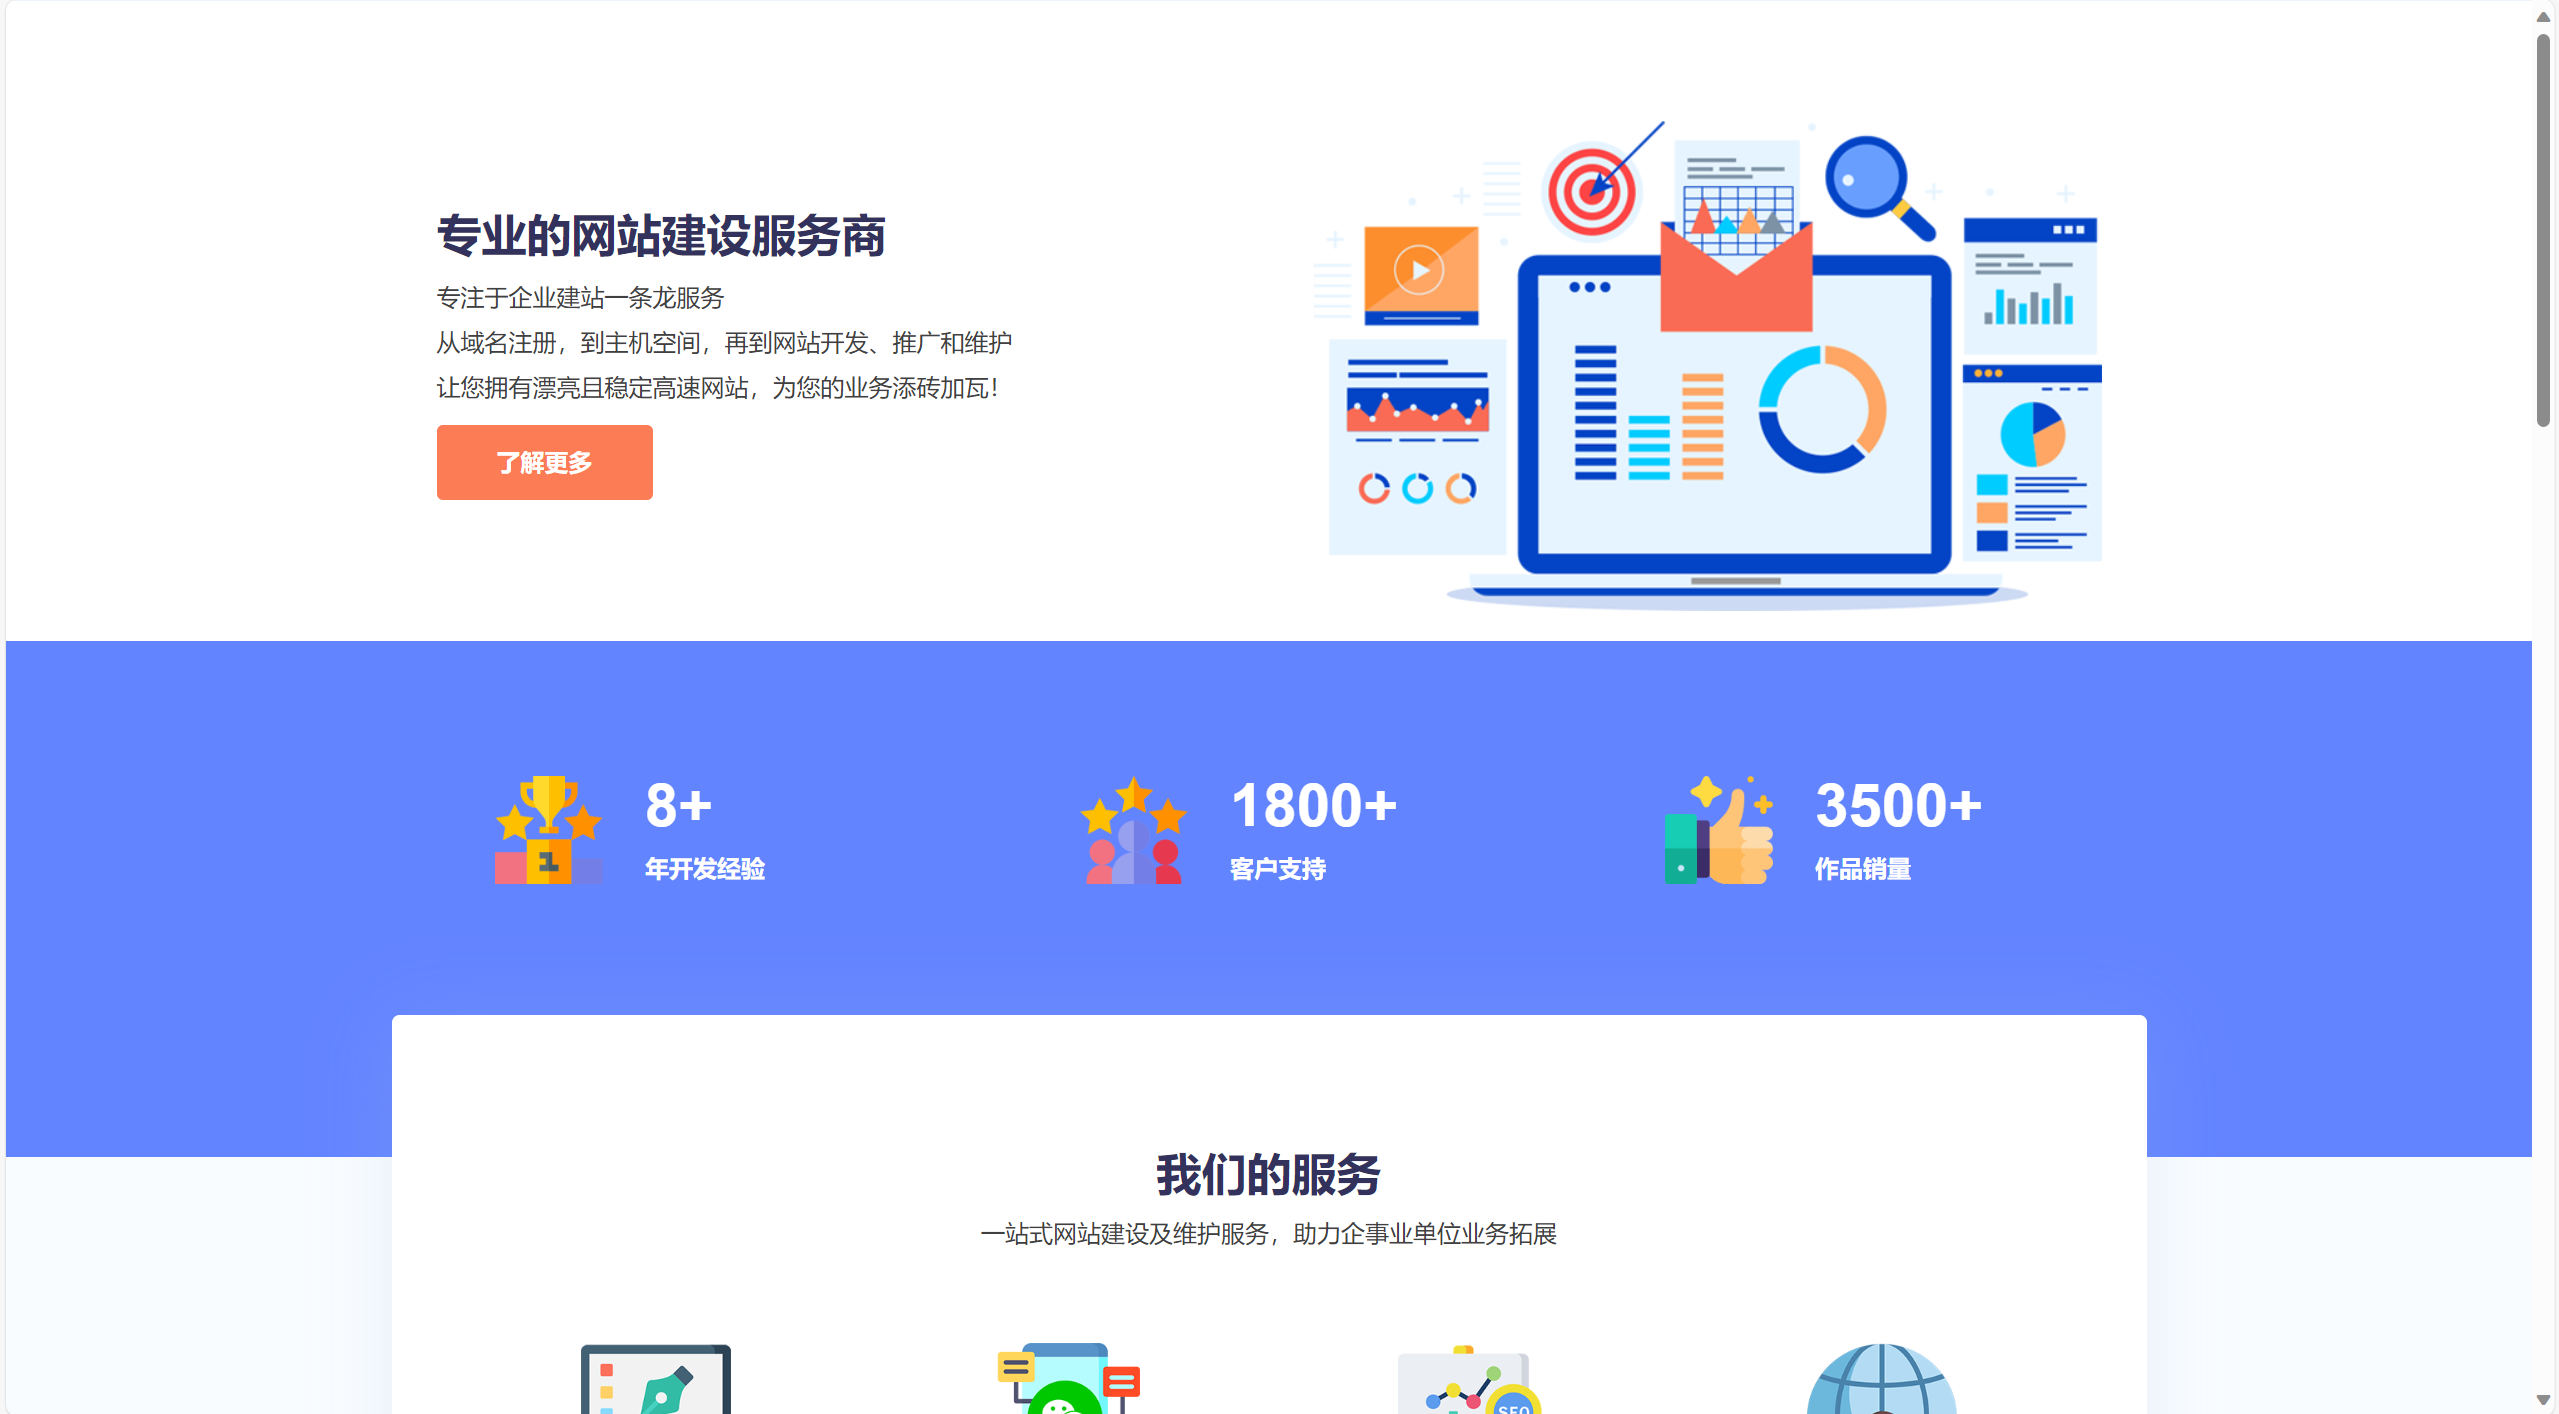 专业的网站建设服务商
专注于企业建站一条龙服务
从域名注册，到主机空间，再到网站开发、推广和维护
让您拥有漂亮且稳定高速网站，为您的业务添砖加瓦！
了解更多
1
8+
年开发经验
1800+
客户支持
3500+
作品销量
我们的服务
一站式网站建设及维护服务，助力企事业单位业务拓展
SEO